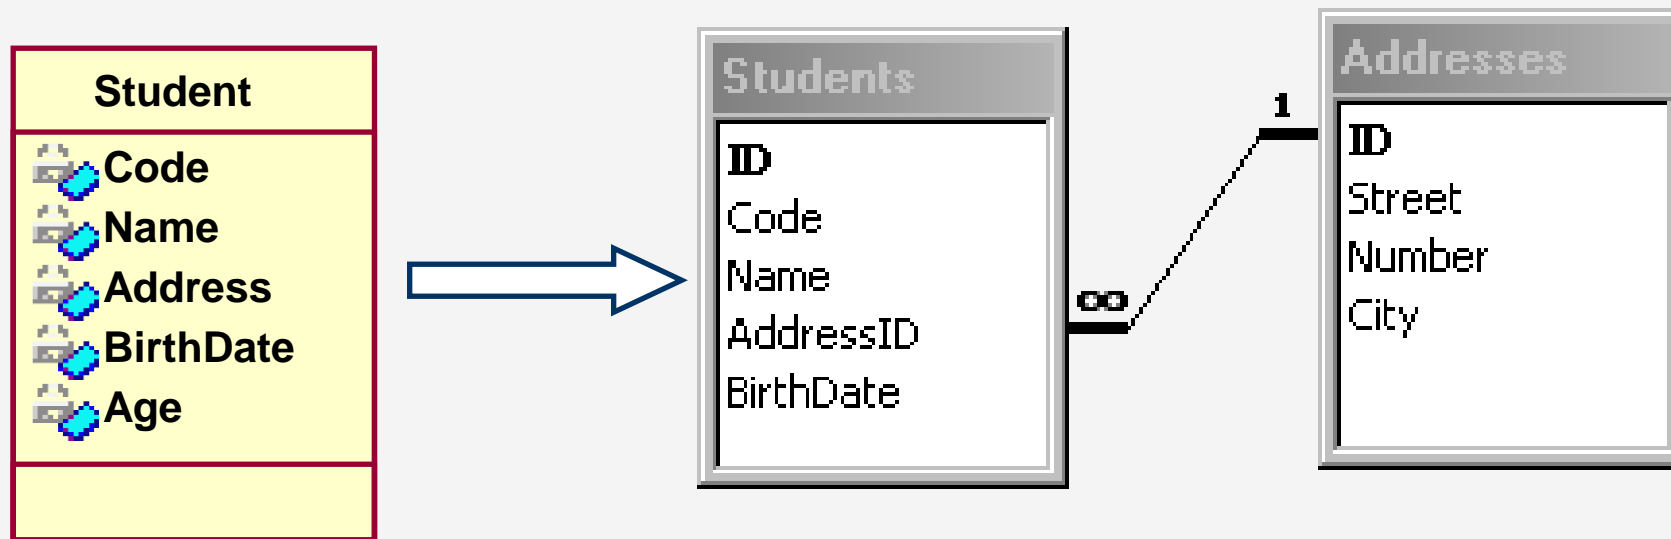 Student
Code
Name
Address
BirthDate
Age
Students
ID
Code
Name
AddressID
BirthDate
∞
1
Addresses
ID
Street
Number
City